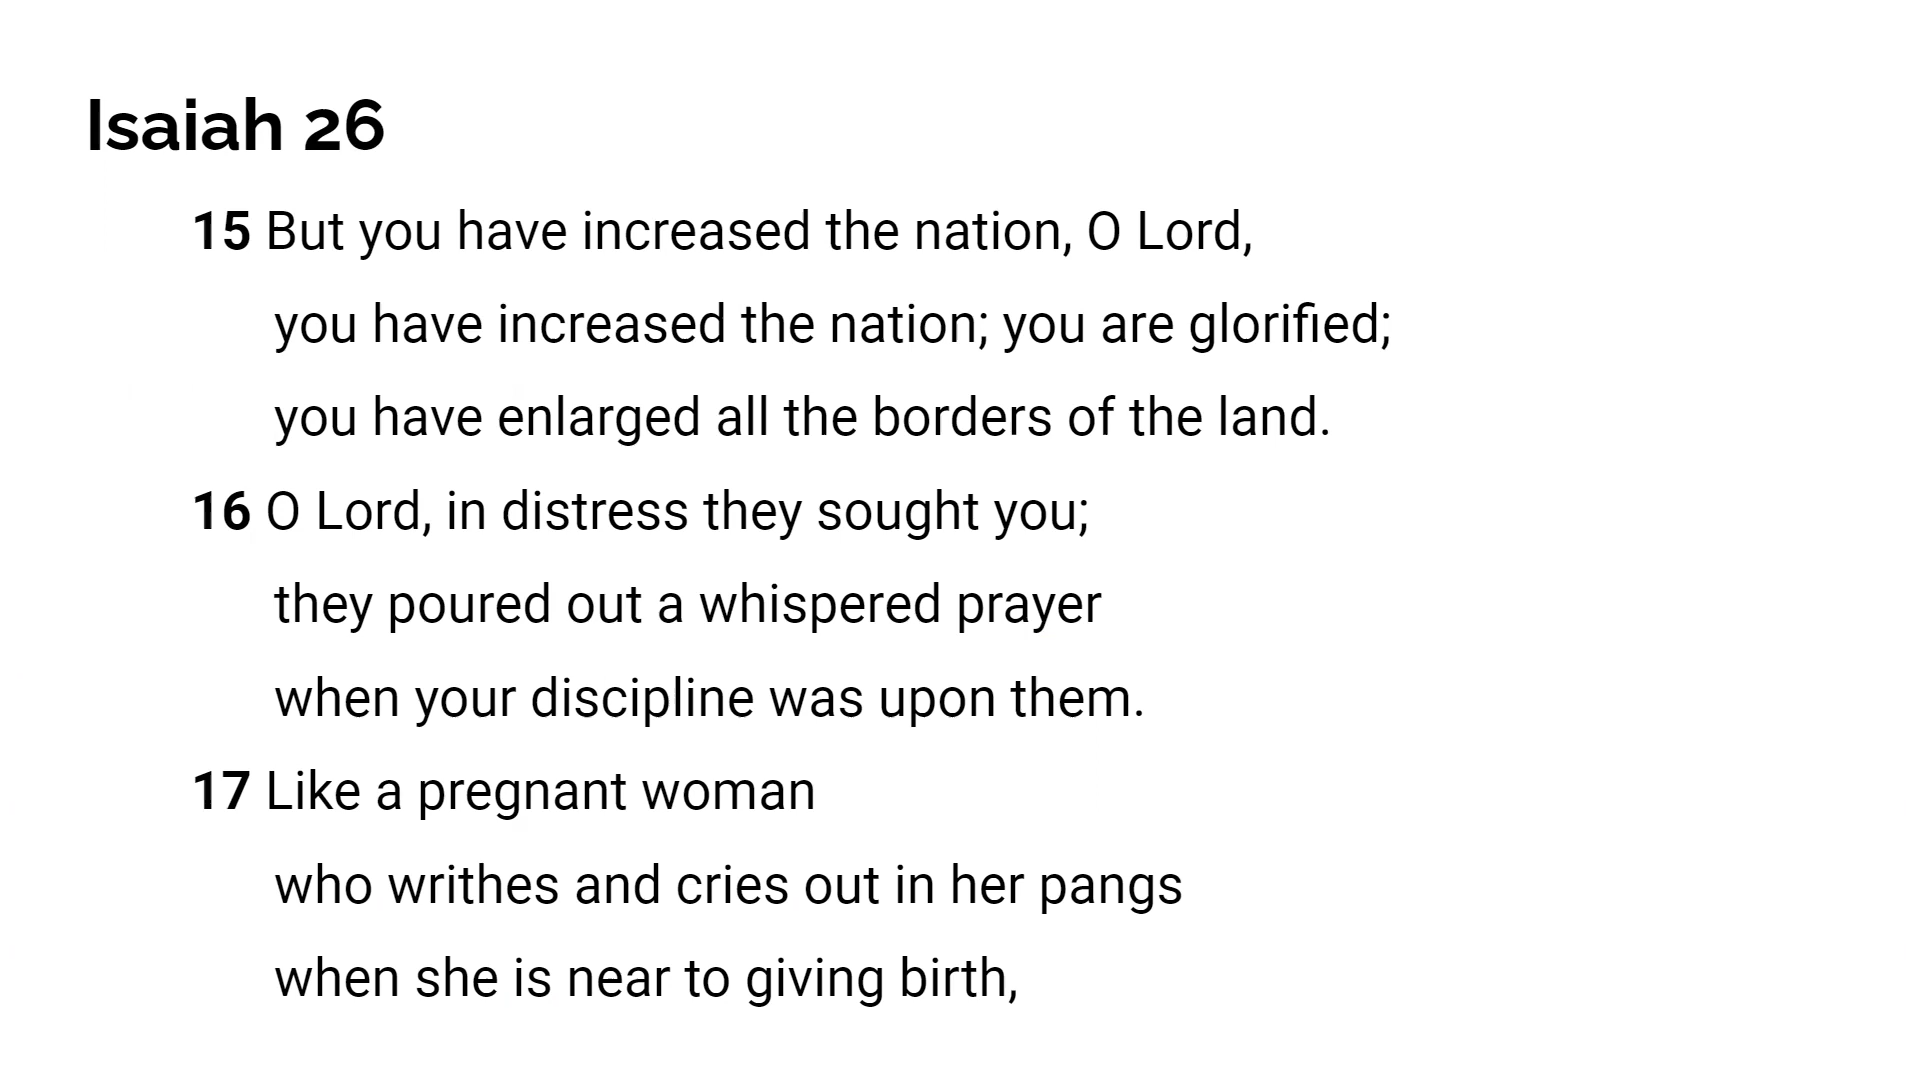 Isaiah 26
15 But you have increased the nation, O Lord,
you have increased the nation; you are glorified;
you have enlarged all the borders of the land.
16 O Lord, in distress they sought you;
they poured out a whispered prayer
when your discipline was upon them.
17 Like a pregnant woman
who writhes and cries out in her pangs
when she is near to giving birth,